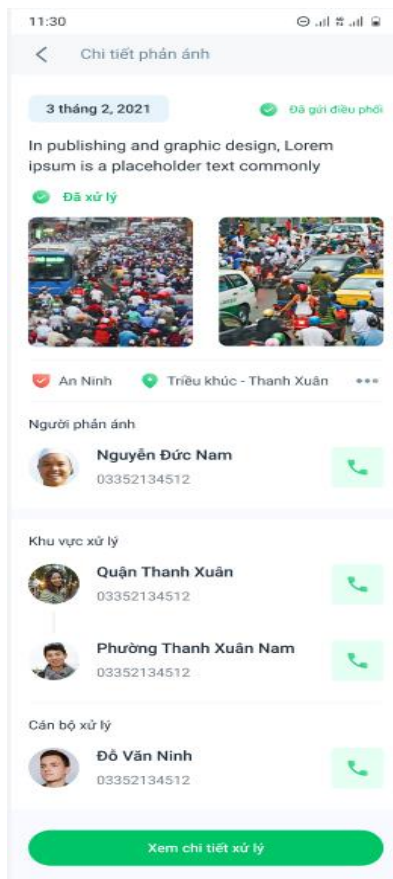 11:30
Chi tiết phản ánh
3 tháng 2, 2021
Đã gửi điều phối
In publishing and graphic design, Lorem
ipsum is a placeholder text commonly
Đã xử lý
An Ninh
Triều khúc - Thanh Xuân
Người phản ánh
Nguyễn Đức Nam
03352134512
Khu vực xử lý
Quận Thanh Xuân
03352134512
Phường Thanh Xuân Nam
03352134512
Cán bộ xử lý
Đỗ Văn Ninh
03352134512
Xem chi tiết xử lý